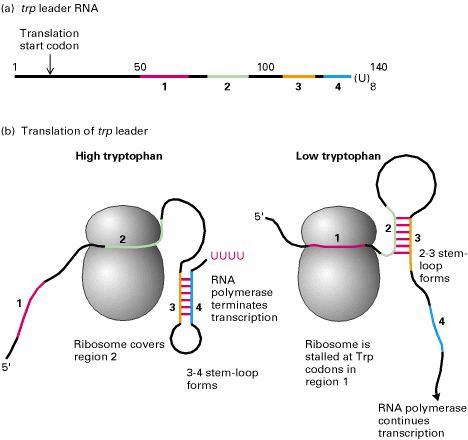 (a) trp leader RNA
Translation
start codon
1 50 100 140
(U)
8
1 2 3 4
(b) Translation of trp leader
High tryptophan
2
1
5'
UUUU
3 4
RNA
polymerase
terminates
transcription
Ribosome covers
region 2
3-4 stem-loop
forms
Low tryptophan
5'
1
2 3
2-3 stem-
loop
forms
4
Ribosome is
stalled at Trp
codons in
region 1
RNA polymerase
continues
transcription